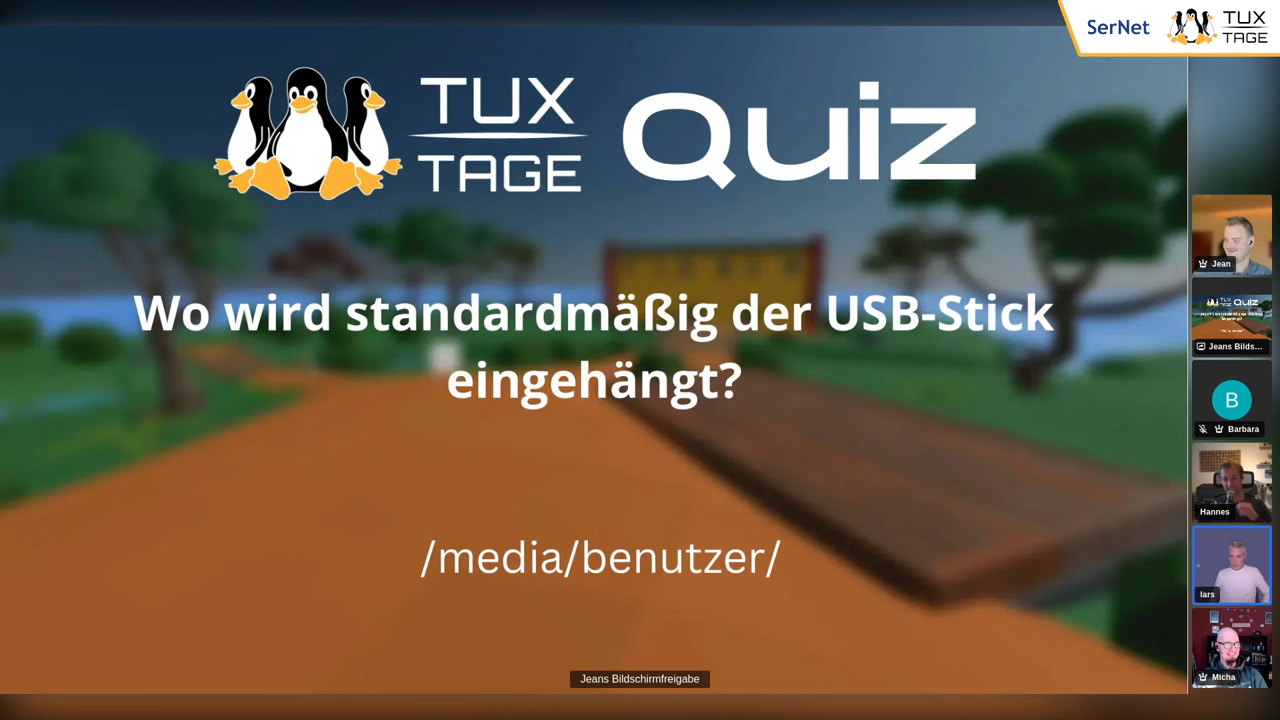 SerNet
TUX
TAGE
TUX
TAGE
Quiz
Wo wird standardmäßig der USB-Stick
eingehängt?
/media/benutzer/
Jeans Bildschirmfreigabe
Jean
Quiz
Jeans Bilds...
B
Barbara
Hannes
lars
Micha